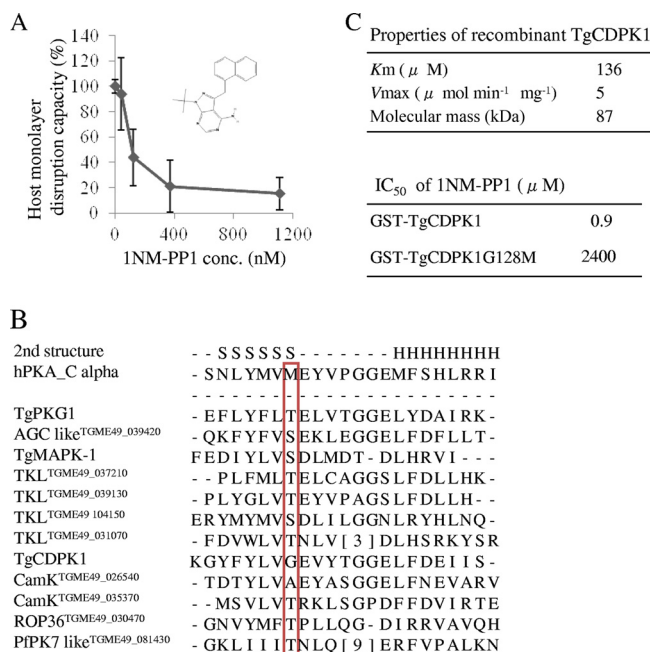 A
Host monolayer
disruption capacity (%)
140
120
100
80
60
40
20
0
0 400 800 1200
1NM-PP1 conc. (nM)
C
Properties of recombinant TgCDPK1
Km ( μ M) 136
Vmax ( μ mol min-1 mg-1) 5
Molecular mass (kDa) 87
IC50 of 1NM-PP1 ( μ M)
GST-TgCDPK1 0.9
GST-TgCDPK1G128M 2400
B
2nd structure - - S S S S S S - - - - - - - H H H H H H H H
hPKA_C alpha - S N L Y M V M E Y V P G G E M F S H L R R I
- - - - - - - - - - - - - - - - - - - - - - -
TgPKG1 - E F L Y F L T E L V T G G E L Y D A I R K -
AGC like TGME49_039420 - Q K F Y F V S E K L E G G E L F D F L L T -
TgMAPK-1 F E D I Y L V S D L M D T - D L H R V I - - -
TKL TGME49_037210 - - P L F M L T E L C A G G S L F D L L H K -
TKL TGME49_039130 - P L Y G L V T E Y V P A G S L F D L L H - -
TKL TGME49 104150 E R Y M Y M V S D L I L G G N L R Y H L N Q -
TKL TGME49_031070 - F D V W L V T N L V [ 3 ] D L H S R K Y S R
TgCDPK1 K G Y F Y L V G E V Y T G G E L F D E I I S -
CamK TGME49_026540 - T D T Y L V A E Y A S G G E L F N E V A R V
CamK TGME49_035370 - - M S V L V T R K L S G P D F F D V I R T E
ROP36 TGME49_030470 - G N V Y M F T P L L Q G - D I R R V A V Q H
PfPK7 like TGME49_081430 - G K L I I I T N L Q [ 9 ] E R F V P A L K N